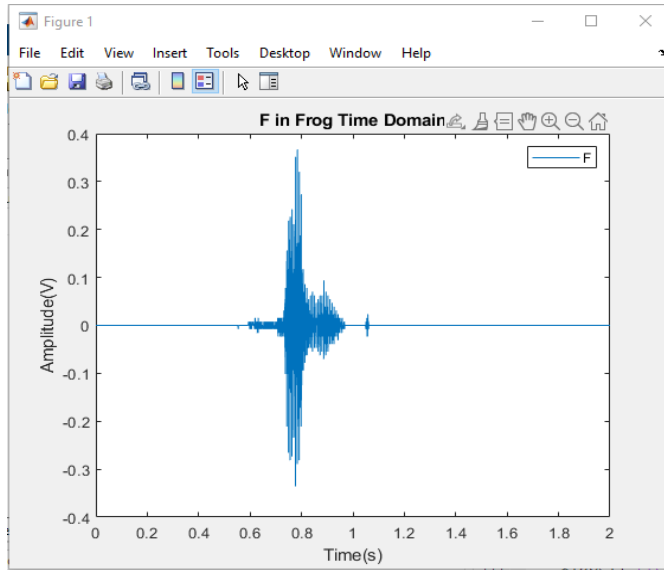 Figure 1
File Edit View Insert Tools Desktop Window Help
F in Frog Time Domain
F
0.4
0.3
0.2
0.1
0
-0.1
-0.2
-0.3
-0.4
Amplitude(V)
0 0.2 0.4 0.6 0.8 1 1.2 1.4 1.6 1.8 2
Time(s)